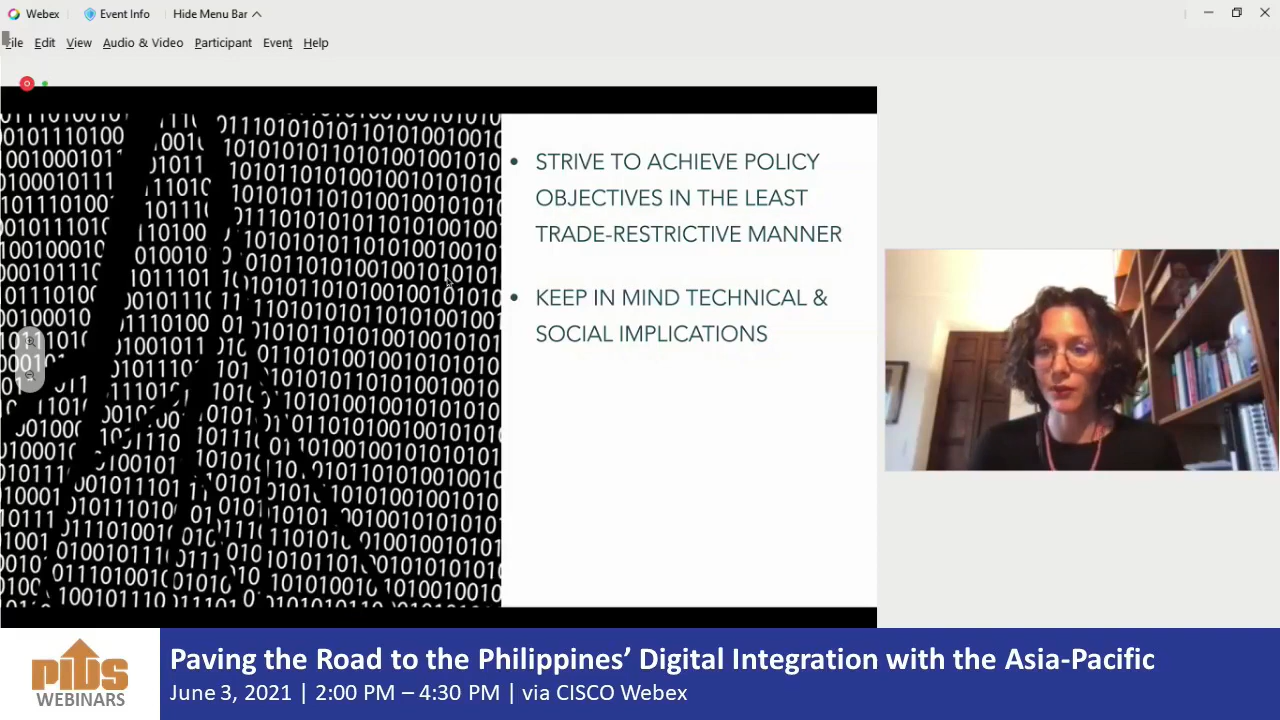 Webex
Event Info
Hide Menu Bar
File Edit View Audio & Video Participant Event Help
• STRIVE TO ACHIEVE POLICY
OBJECTIVES IN THE LEAST
TRADE-RESTRICTIVE MANNER
• KEEP IN MIND TECHNICAL &
SOCIAL IMPLICATIONS
PIDS
WEBINARS
Paving the Road to the Philippines’ Digital Integration with the Asia-Pacific
June 3, 2021 | 2:00 PM – 4:30 PM | via CISCO Webex